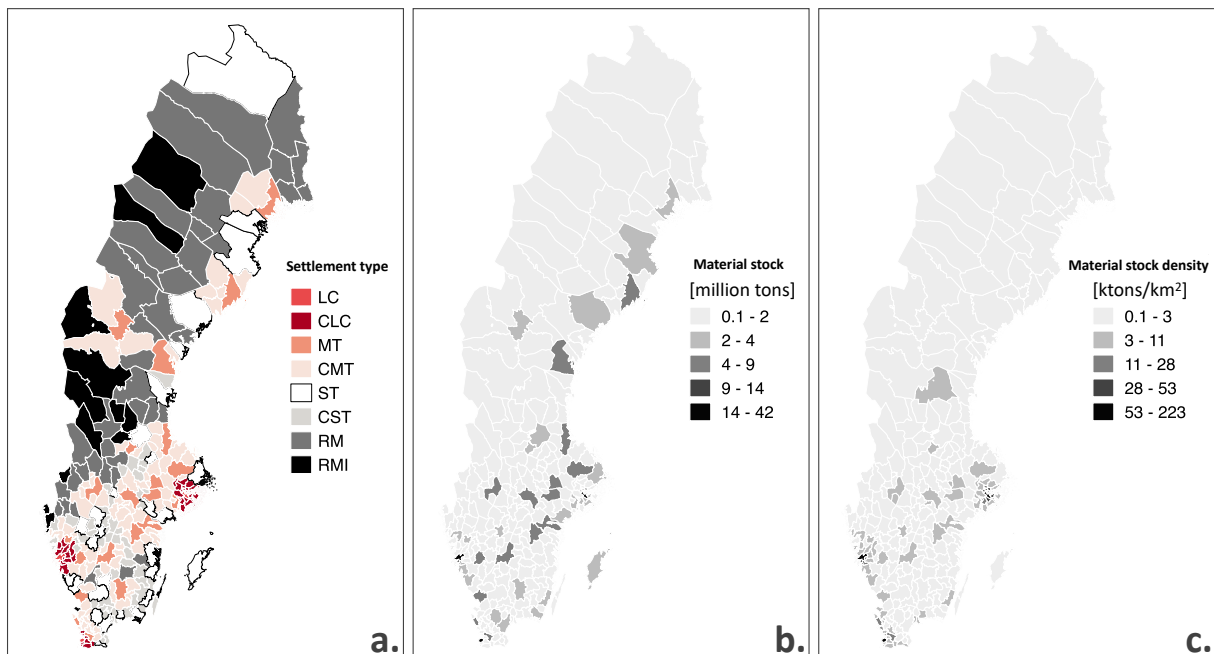 Settlement type
LC
CLC
MT
CMT
ST
CST
RM
RMI
a.
Material stock
[million tons]
0.1 - 2
2 - 4
4 - 9
9 - 14
14 - 42
b.
Material stock density
[ktons/km²]
0.1 - 3
3 - 11
11 - 28
28 - 53
53 - 223
c.